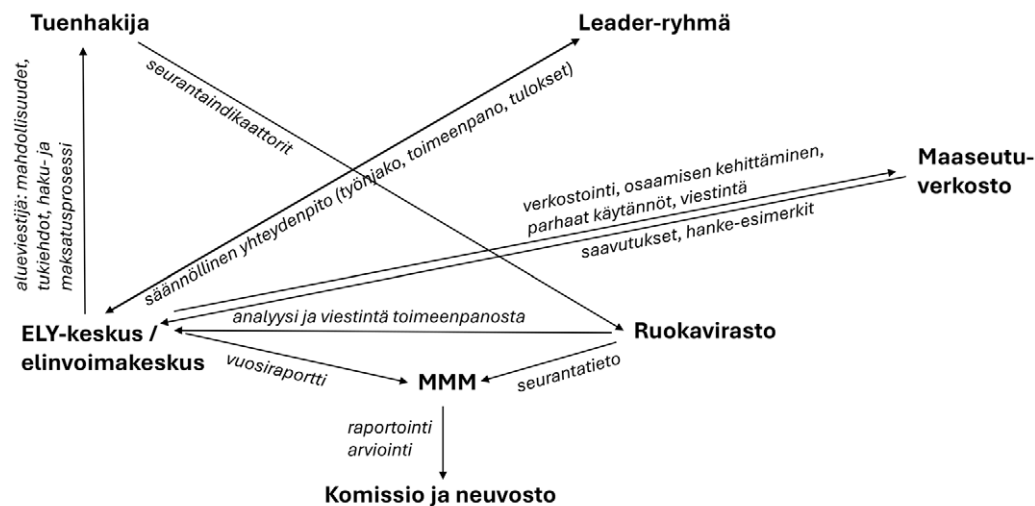 Tuenhakija
Leader-ryhmä
seurantaindikaattorit
alueviestijä: mahdollisuudet,
tukiehdot, haku- ja
maksatusprosessi
säännöllinen yhteydenpito (työnjako, toimeenpano, tulokset)
verkostointi, osaamisen kehittäminen,
parhaat käytännöt, viestintä
saavutukset, hanke-esimerkit
Maaseutu-
verkosto
ELY-keskus /
elinvoimakeskus
analyysi ja viestintä toimeenpanosta
Ruokavirasto
vuosiraportti
MMM
seurantatieto
raportointi
arviointi
Komissio ja neuvosto